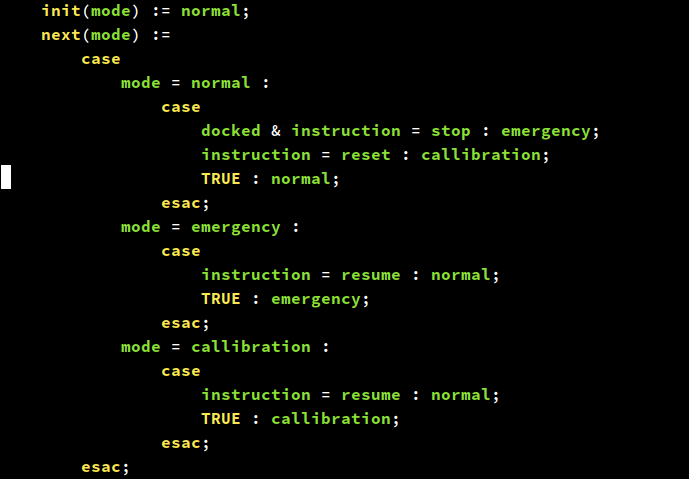 init(mode) := normal;
next(mode) :=
case
mode = normal :
case
docked & instruction = stop : emergency;
instruction = reset : callibration;
TRUE : normal;
esac;
mode = emergency :
case
instruction = resume : normal;
TRUE : emergency;
esac;
mode = callibration :
case
instruction = resume : normal;
TRUE : callibration;
esac;
esac;